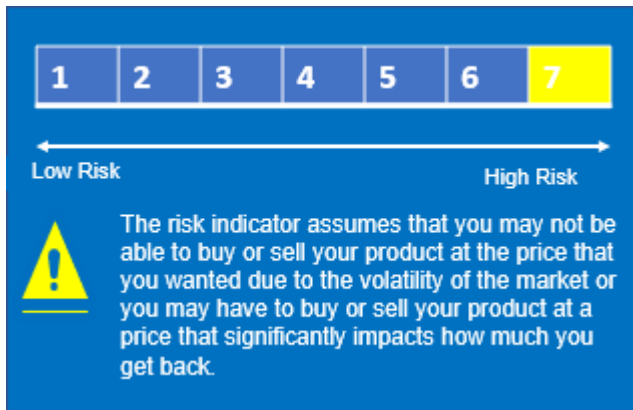 1 2 3 4 5 6 7
Low Risk High Risk
!
The risk indicator assumes that you may not be
able to buy or sell your product at the price that
you wanted due to the volatility of the market or
you may have to buy or sell your product at a
price that significantly impacts how much you
get back.